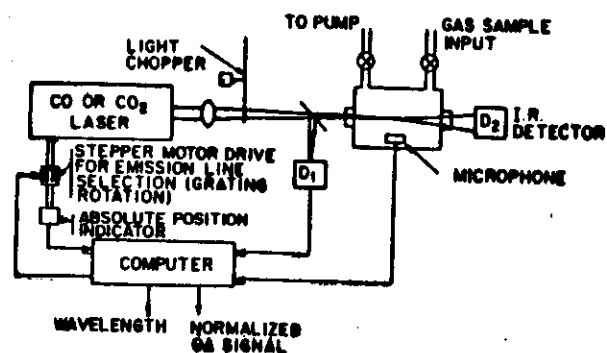 TO PUMP
GAS SAMPLE
INPUT
LIGHT
CHOPPER
CO OR CO2
LASER
D2
I.R.
DETECTOR
STEPPER MOTOR DRIVE
FOR EMISSION LINE
SELECTION (GRATING
ROTATION)
D1
MICROPHONE
ABSOLUTE POSITION
INDICATOR
COMPUTER
WAVELENGTH
NORMALIZED
OA SIGNAL